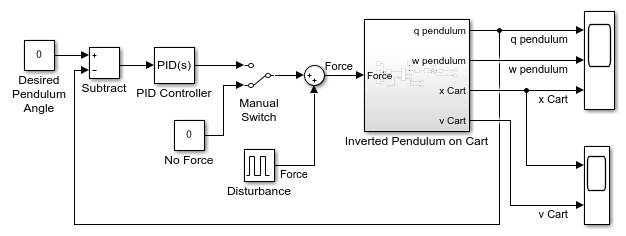 0
Desired
Pendulum
Angle
+
−
Subtract
PID(s)
PID Controller
0
No Force
Manual
Switch
Disturbance
Force
+
+
Force
Force
q pendulum
w pendulum
x Cart
v Cart
Inverted Pendulum on Cart
q pendulum
w pendulum
x Cart
v Cart